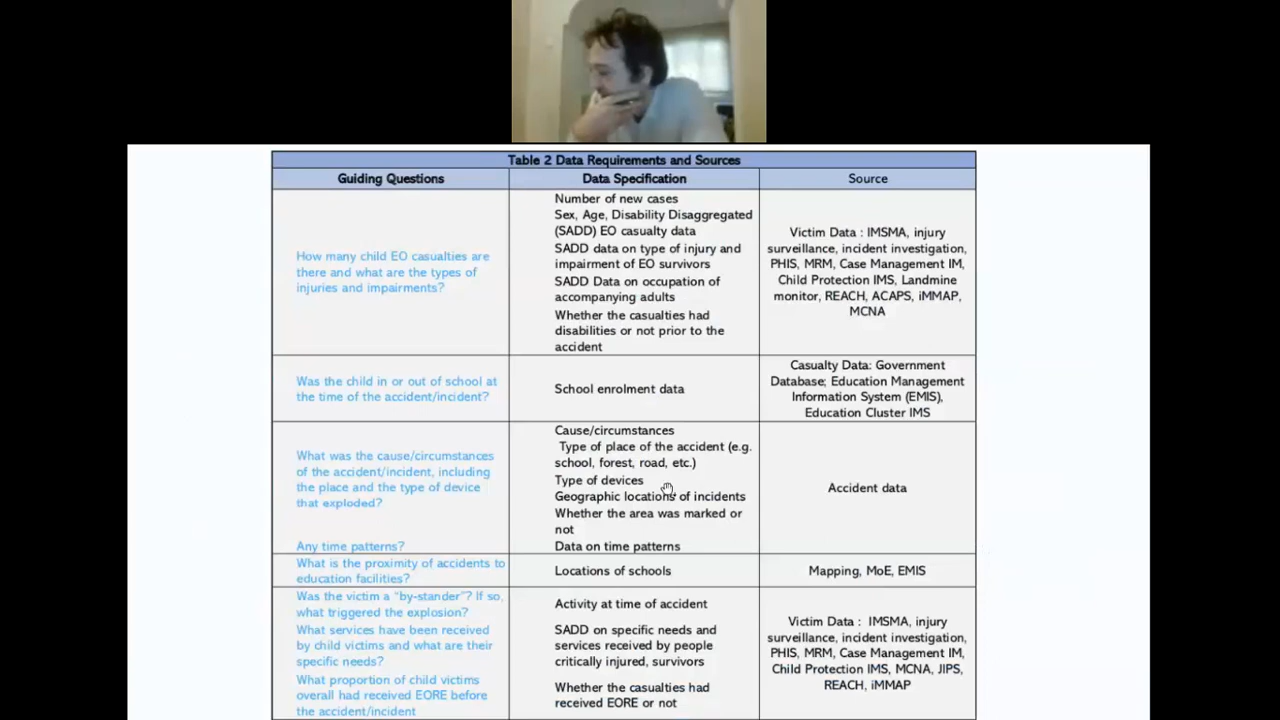 Table 2 Data Requirements and Sources
Guiding Questions
Data Specification
Source
How many child EO casualties are
there and what are the types of
injuries and impairments?
Number of new cases
Sex, Age, Disability Disaggregated
(SADD) EO casualty data
SADD data on type of injury and
impairment of EO survivors
SADD Data on occupation of
accompanying adults
Whether the casualties had
disabilities or not prior to the
accident
Victim Data : IMSMA, injury
surveillance, incident investigation,
PHIS, MRM, Case Management IM,
Child Protection IMS, Landmine
monitor, REACH, ACAPS, iMMAP,
MCNA
Was the child in or out of school at
the time of the accident/incident?
School enrolment data
Casualty Data: Government
Database; Education Management
Information System (EMIS),
Education Cluster IMS
What was the cause/circumstances
of the accident/incident, including
the place and the type of device
that exploded?
Any time patterns?
Cause/circumstances
Type of place of the accident (e.g.
school, forest, road, etc.)
Type of devices
Geographic locations of incidents
Whether the area was marked or
not
Data on time patterns
Accident data
What is the proximity of accidents to
education facilities?
Locations of schools
Mapping, MoE, EMIS
Was the victim a “by-stander”? If so,
what triggered the explosion?
What services have been received
by child victims and what are their
specific needs?
What proportion of child victims
overall had received EORE before
the accident/incident
Activity at time of accident
SADD on specific needs and
services received by people
critically injured, survivors
Whether the casualties had
received EORE or not
Victim Data : IMSMA, injury
surveillance, incident investigation,
PHIS, MRM, Case Management IM,
Child Protection IMS, MCNA, JIPS,
REACH, iMMAP